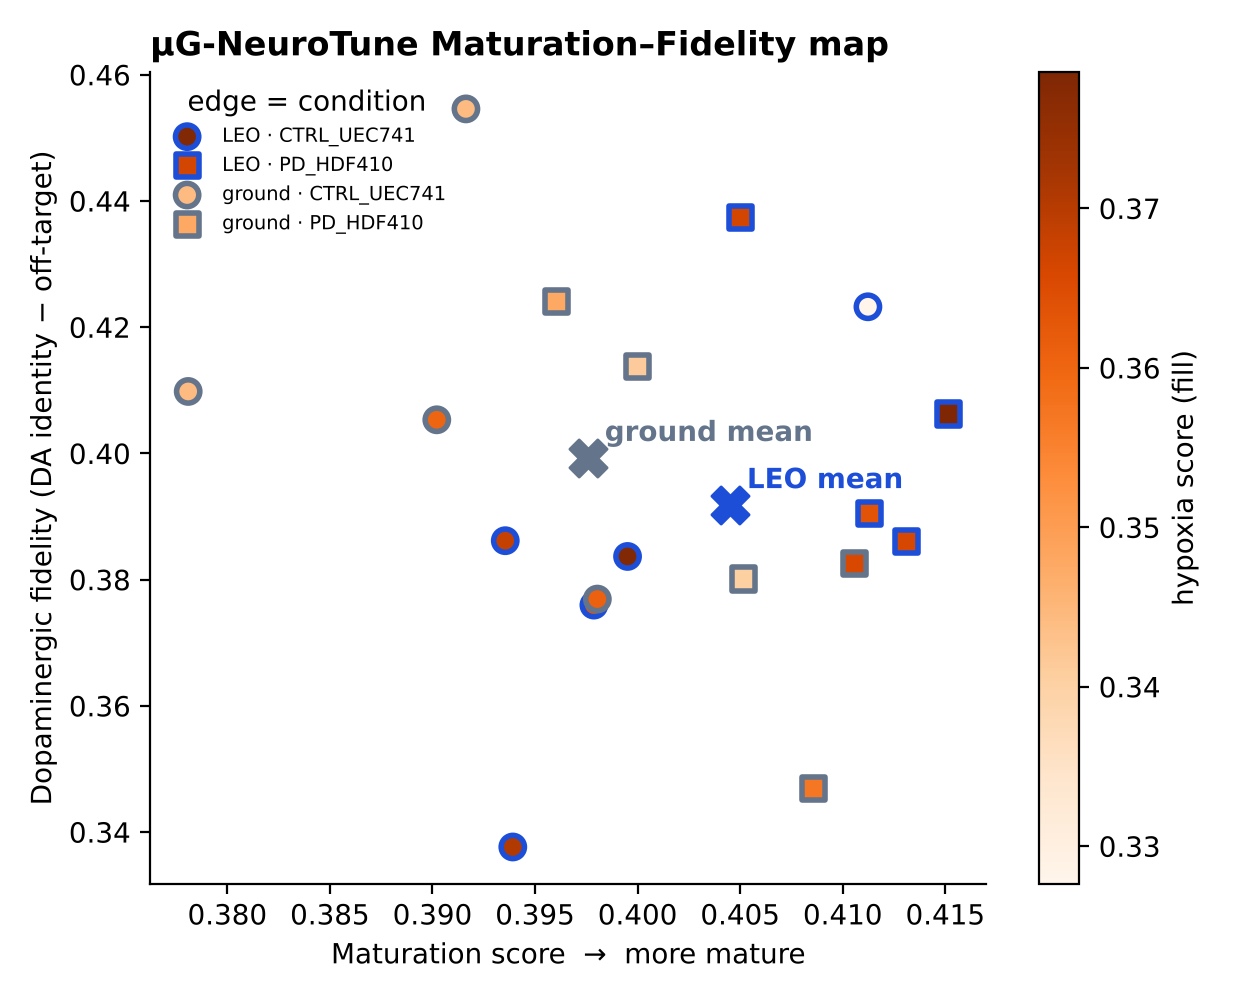 μG-NeuroTune Maturation–Fidelity map
edge = condition
LEO · CTRL_UEC741
LEO · PD_HDF410
ground · CTRL_UEC741
ground · PD_HDF410
ground mean
LEO mean
Dopaminergic fidelity (DA identity − off-target)
0.46
0.44
0.42
0.40
0.38
0.36
0.34
0.380 0.385 0.390 0.395 0.400 0.405 0.410 0.415
Maturation score → more mature
0.37
0.36
0.35
0.34
0.33
hypoxia score (fill)